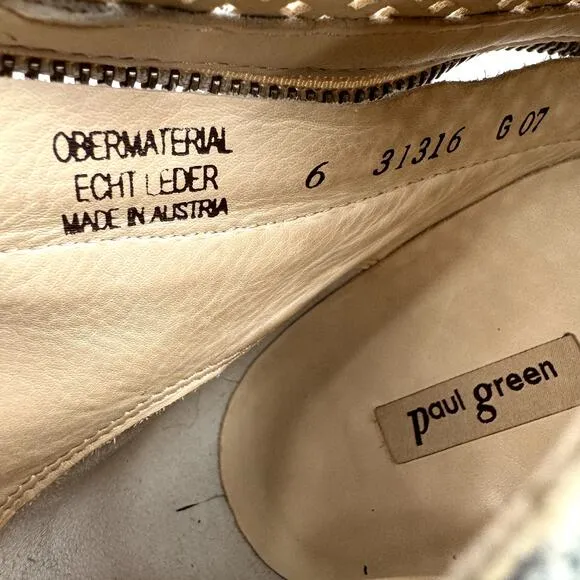 OBERMATERIAL
ECHT LEDER
MADE IN AUSTRIA
6 31316 G 07
paul green